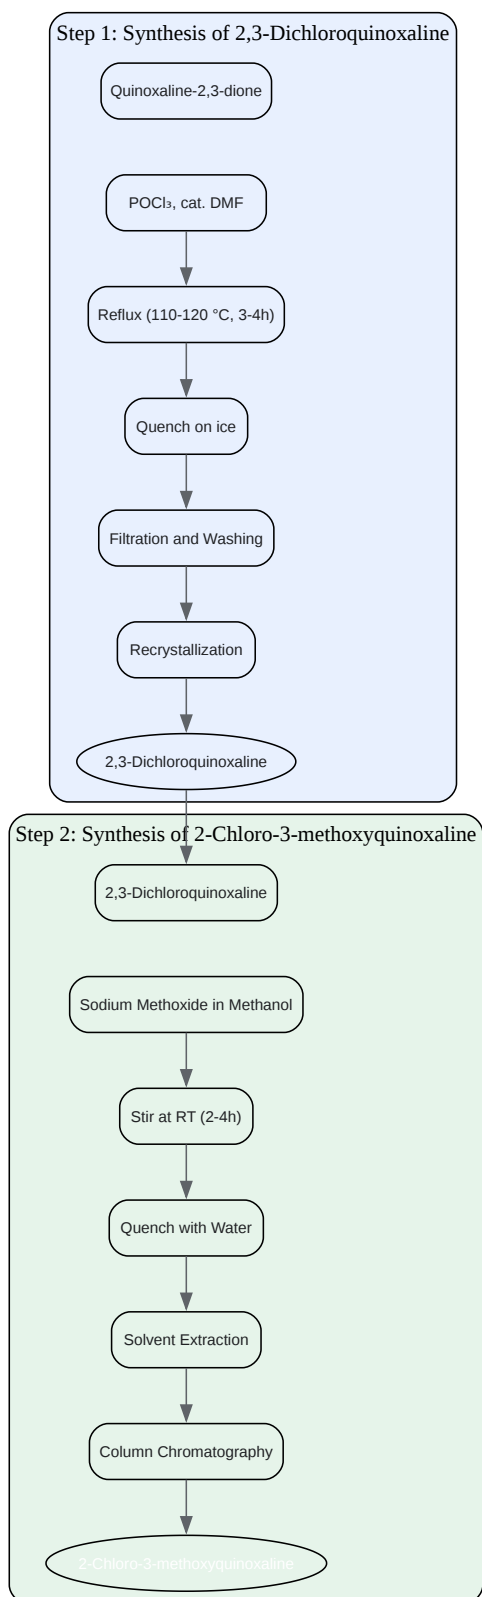 Step 1: Synthesis of 2,3-Dichloroquinoxaline
Quinoxaline-2,3-dione
POCl₃, cat. DMF
Reflux (110-120 °C, 3-4h)
Quench on ice
Filtration and Washing
Recrystallization
2,3-Dichloroquinoxaline
Step 2: Synthesis of 2-Chloro-3-methoxyquinoxaline
2,3-Dichloroquinoxaline
Sodium Methoxide in Methanol
Stir at RT (2-4h)
Quench with Water
Solvent Extraction
Column Chromatography
2-Chloro-3-methoxyquinoxaline